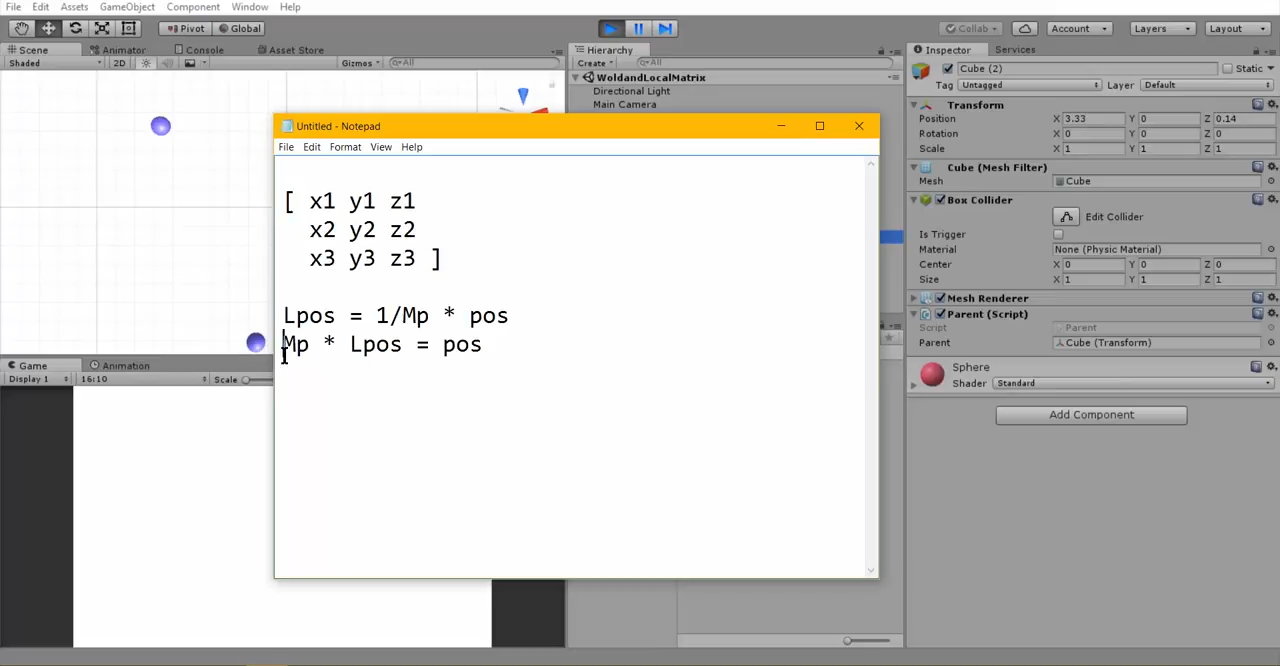 File Edit Assets GameObject Component Window Help
Pivot Global Collab Account Layers Layout
Scene Animator Console Asset Store Hierarchy Inspector Services
Shaded 2D Gizmos All Create All
WoldandLocalMatrix
Directional Light
Main Camera
Untitled - Notepad
File Edit Format View Help
[ x1 y1 z1
x2 y2 z2
x3 y3 z3 ]
Lpos = 1/Mp * pos
Mp * Lpos = pos
Game Animation
Display 1 16:10 Scale
Cube (2) Static
Tag Untagged Layer Default
Transform
Position X 3.33 Y 0 Z 0.14
Rotation X 0 Y 0 Z 0
Scale X 1 Y 1 Z 1
Cube (Mesh Filter)
Mesh Cube
Box Collider
Edit Collider
Is Trigger
Material None (Physic Material)
Center X 0 Y 0 Z 0
Size X 1 Y 1 Z 1
Mesh Renderer
Parent (Script)
Script Parent
Parent Cube (Transform)
Sphere
Shader Standard
Add Component